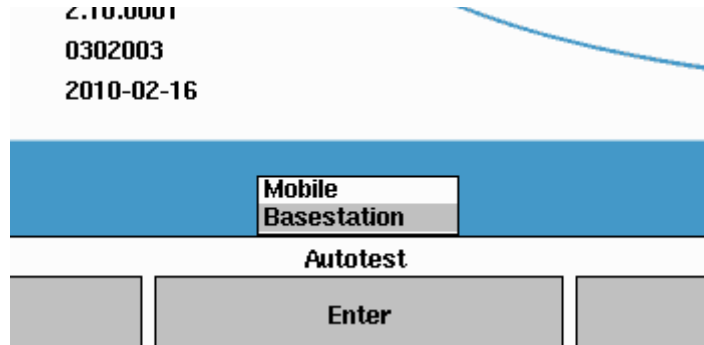 2.10.0001
0302003
2010-02-16
Mobile
Basestation
Autotest
Enter